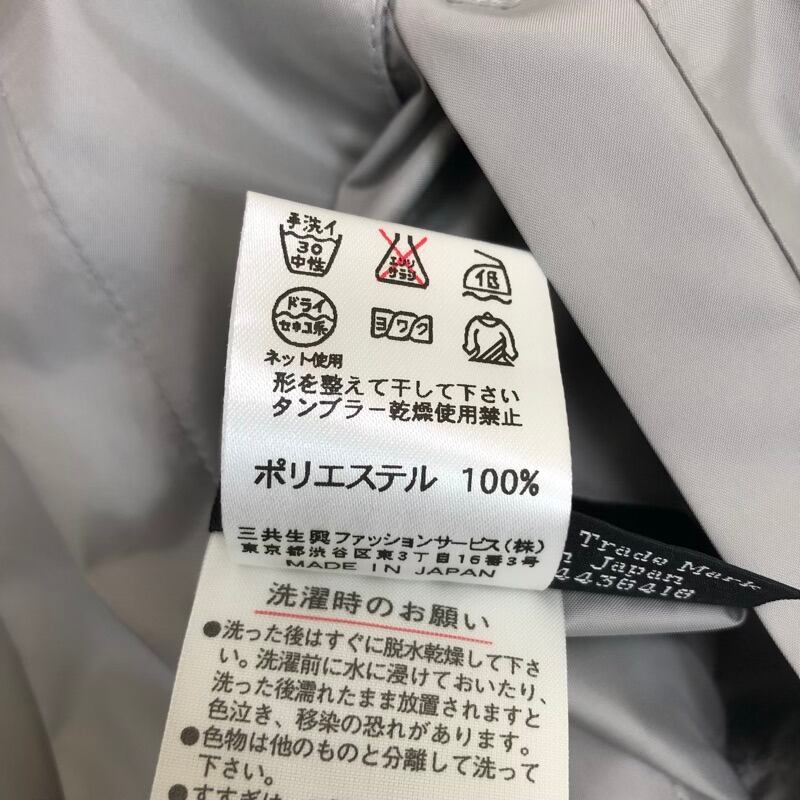 手洗イ
30
中性
エンソ
サラシ
低
ドライ
セキユ系
ヨワク
ネット使用
形を整えて干して下さい
タンブラー乾燥使用禁止
ポリエステル 100%
三共生興ファッションサービス(株)
東京都渋谷区東3丁目16番3号
MADE IN JAPAN
Trade Mark
n Japan
4436418
洗濯時のお願い
●洗った後はすぐに脱水乾燥して下さ
い。洗濯前に水に浸けておいたり、
洗った後濡れたまま放置されますと
色泣き、移染の恐れがあります。
●色物は他のものと分離して洗って
下さい。
●すすぎは